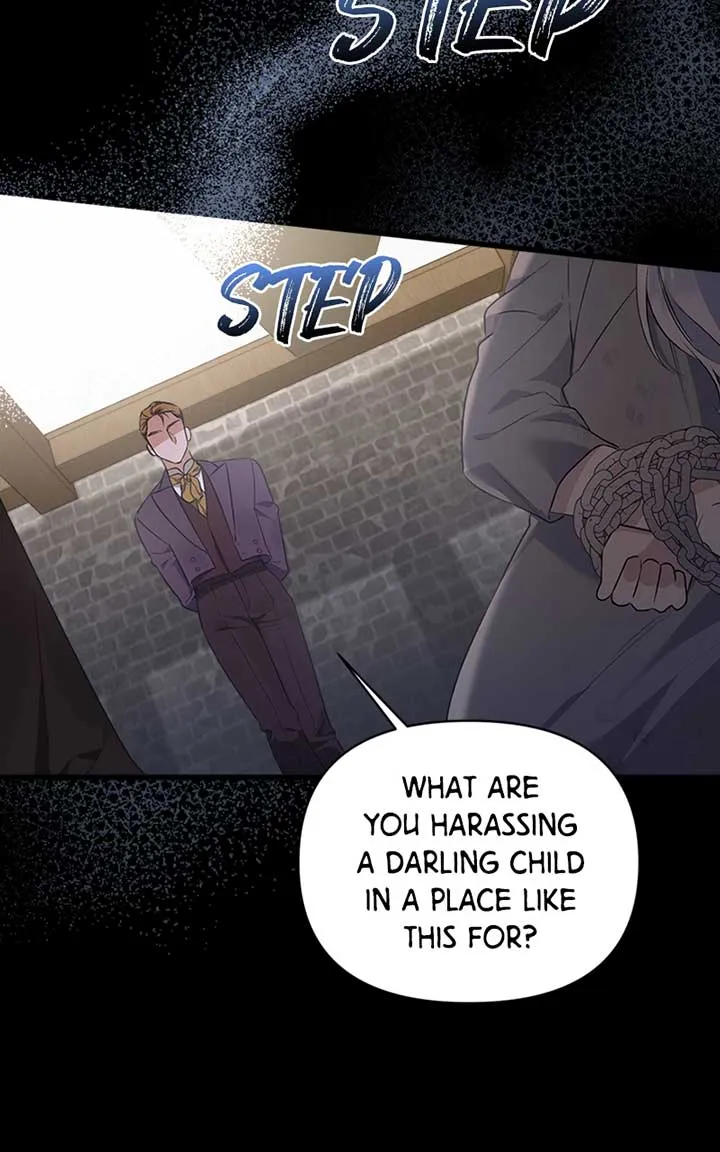 STEP
STEP
WHAT ARE
YOU HARASSING
A DARLING CHILD
IN A PLACE LIKE
THIS FOR?